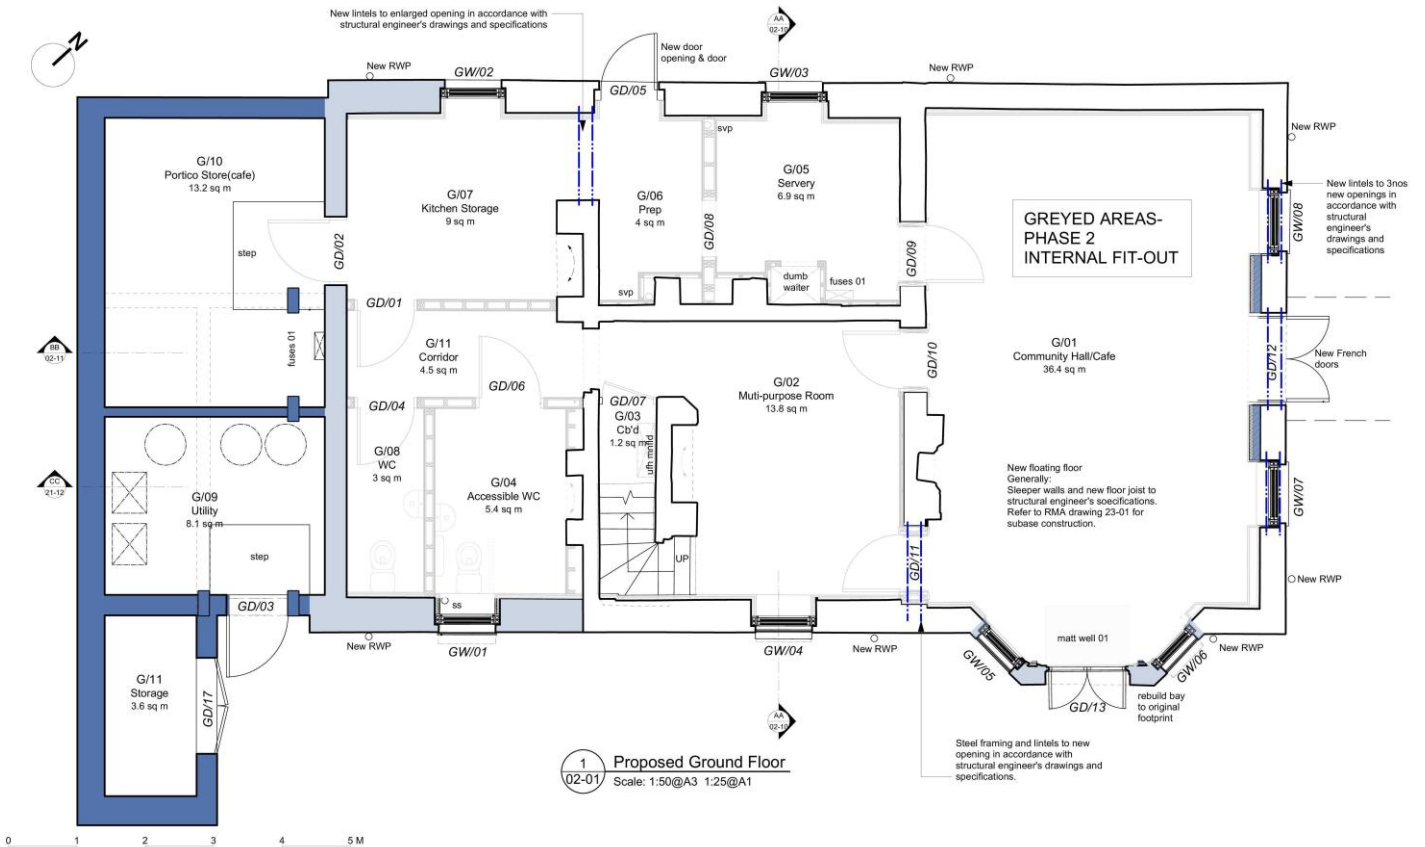 New lintels to enlarged opening in accordance with
structural engineer's drawings and specifications
AA
02-10
N
New door
opening & door
New RWP
GW/02
GD/05
GW/03
New RWP
svp
New RWP
G/10
Portico Store(cafe)
13.2 sq m
G/07
Kitchen Storage
9 sq m
G/06
Prep
4 sq m
G/05
Servery
6.9 sq m
GD/08
GREYED AREAS-
PHASE 2
INTERNAL FIT-OUT
New lintels to 3nos
new openings in
accordance with
structural
engineer's
drawings and
specifications
GW/08
step
GD/02
GD/09
dumb
waiter
fuses 01
svp
GD/01
BB
02-11
fuses 01
G/11
Corridor
4.5 sq m
GD/06
GD/10
G/01
Community Hall/Cafe
36.4 sq m
GD/12
New French
doors
G/02
Muti-purpose Room
13.8 sq m
GD/04
GD/07
G/03
Cb'd
1.2 sq m
ufh mnfld
G/08
WC
3 sq m
G/04
Accessible WC
5.4 sq m
CC
21-12
G/09
Utility
8.1 sq m
New floating floor
Generally:
Sleeper walls and new floor joist to
structural engineer's soecifications.
Refer to RMA drawing 23-01 for
subase construction.
GW/07
step
UP
GD/11
New RWP
GD/03
ss
New RWP
GW/01
GW/04
New RWP
GW/05
matt well 01
GW/06
New RWP
G/11
Storage
3.6 sq m
GD/17
GD/13
rebuild bay
to original
footprint
AA
02-10
1
02-01
Proposed Ground Floor
Scale: 1:50@A3 1:25@A1
Steel framing and lintels to new
opening in accordance with
structural engineer's drawings and
specifications.
0 1 2 3 4 5 M